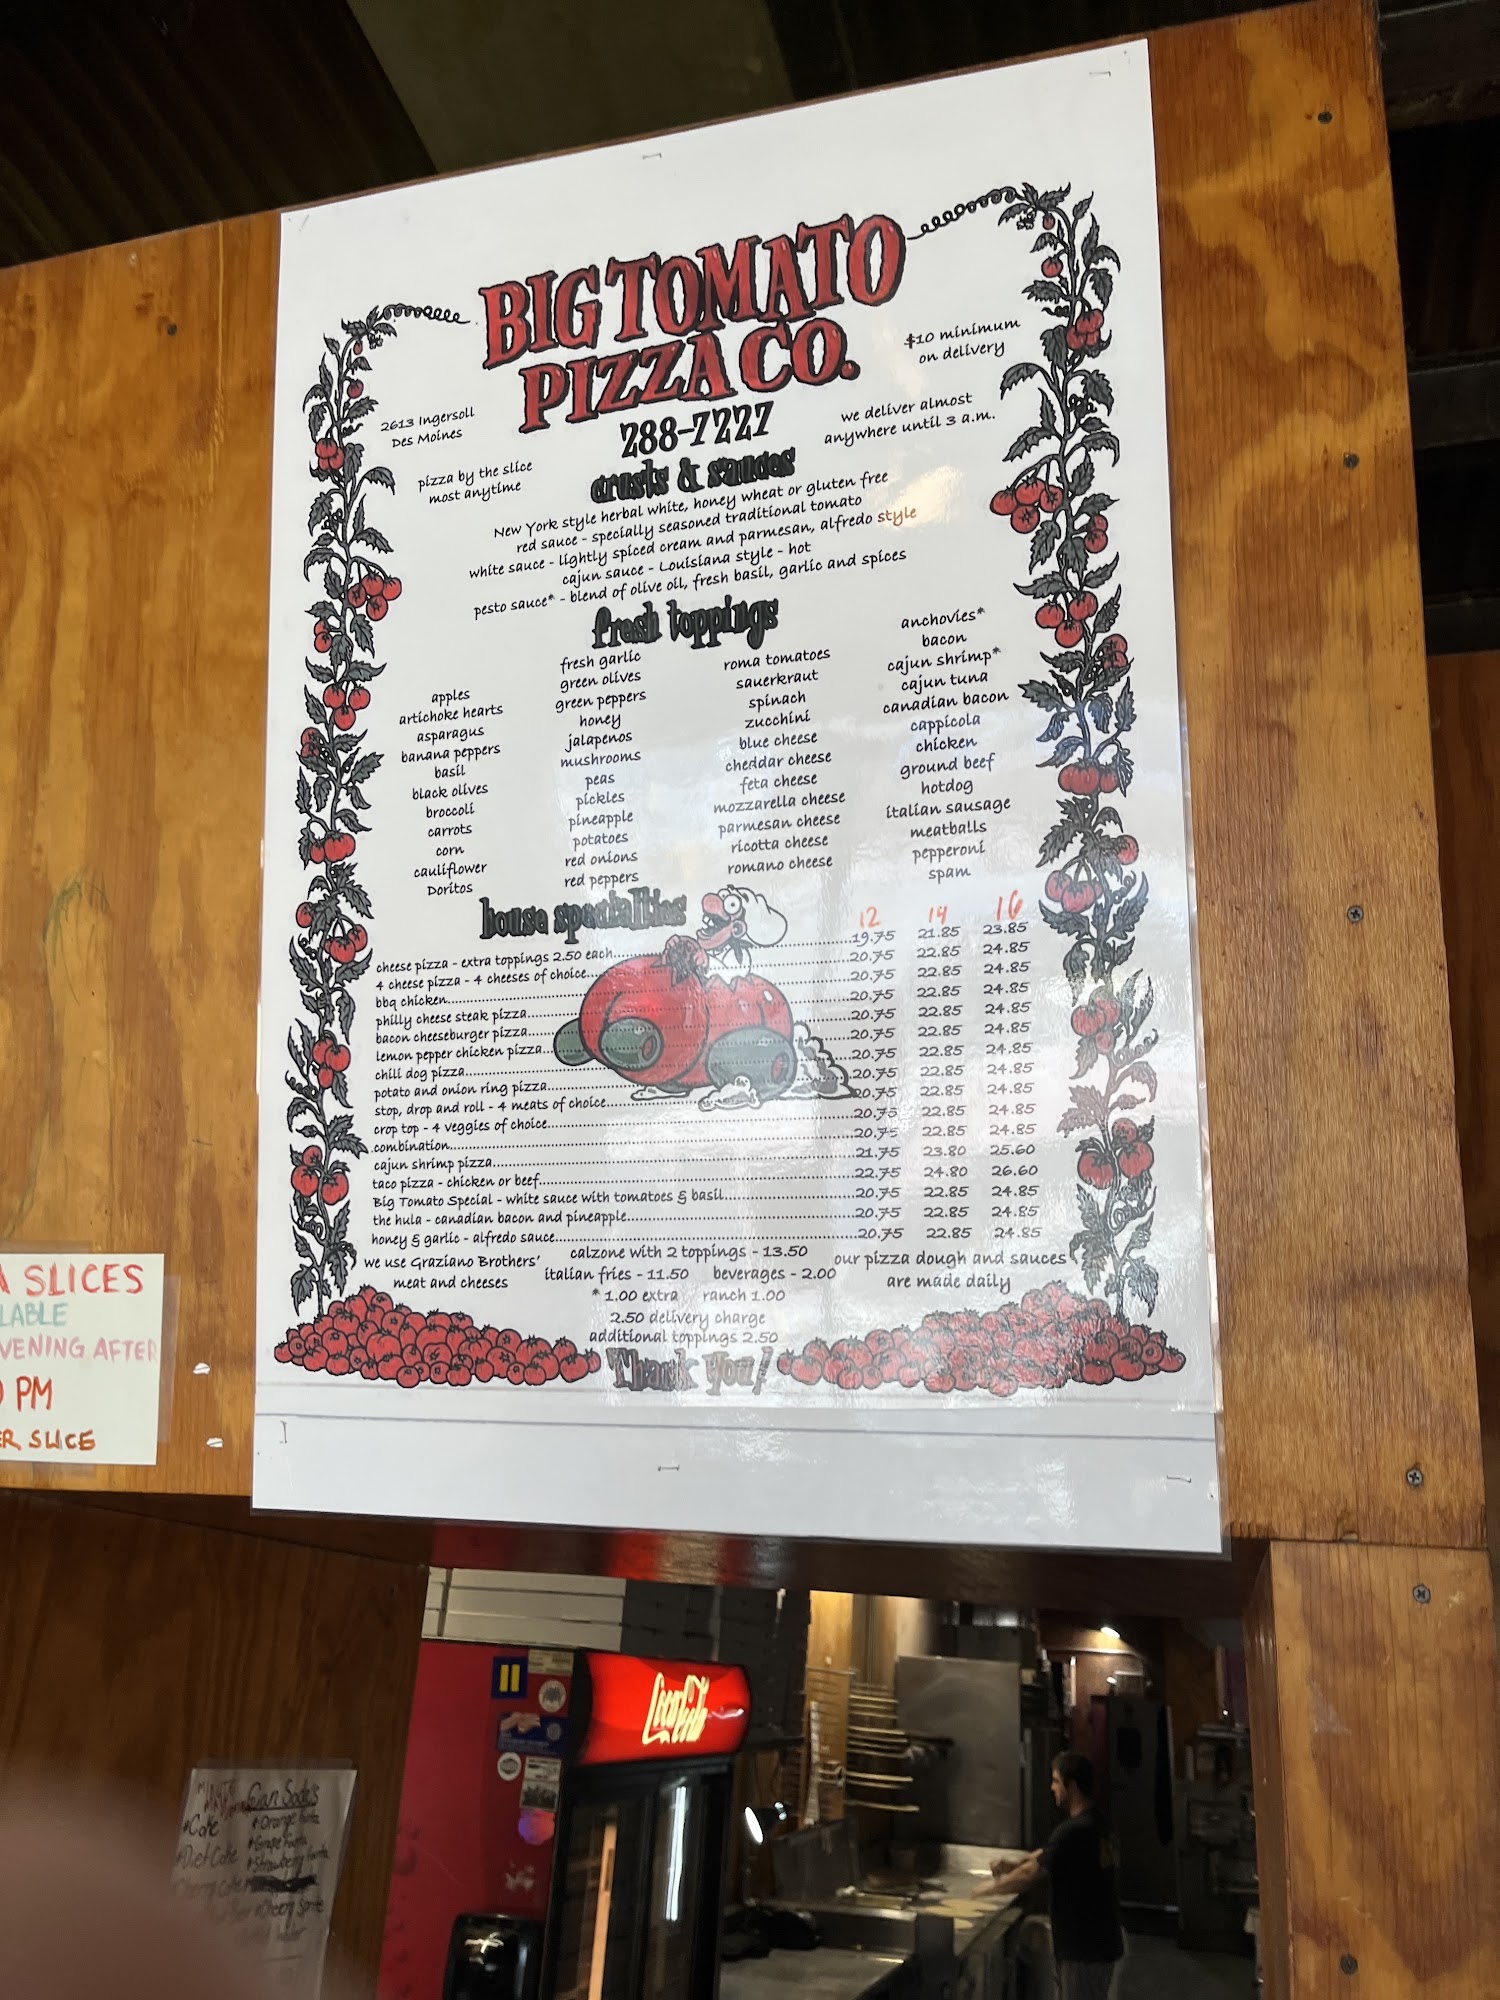 BIG TOMATO
PIZZA CO.
288-7227
2613 Ingersoll
Des Moines
pizza by the slice
most anytime
$10 minimum
on delivery
we deliver almost
anywhere until 3 a.m.
crusts & sauces
New York style herbal white, honey wheat or gluten free
red sauce - specially seasoned traditional tomato
white sauce - lightly spiced cream and parmesan, alfredo style
cajun sauce - Louisiana style - hot
pesto sauce* - blend of olive oil, fresh basil, garlic and spices
fresh toppings
apples
artichoke hearts
asparagus
banana peppers
basil
black olives
broccoli
carrots
corn
cauliflower
Doritos
fresh garlic
green olives
green peppers
honey
jalapenos
mushrooms
peas
pickles
pineapple
potatoes
red onions
red peppers
roma tomatoes
sauerkraut
spinach
zucchini
blue cheese
cheddar cheese
feta cheese
mozzarella cheese
parmesan cheese
ricotta cheese
romano cheese
anchovies*
bacon
cajun shrimp*
cajun tuna
canadian bacon
cappicola
chicken
ground beef
hotdog
italian sausage
meatballs
pepperoni
spam
house specialties
12 14 16
cheese pizza - extra toppings 2.50 each 19.75 21.85 23.85
4 cheese pizza - 4 cheeses of choice 20.75 22.85 24.85
bbq chicken 20.75 22.85 24.85
philly cheese steak pizza 20.75 22.85 24.85
bacon cheeseburger pizza 20.75 22.85 24.85
lemon pepper chicken pizza 20.75 22.85 24.85
chili dog pizza 20.75 22.85 24.85
potato and onion ring pizza 20.75 22.85 24.85
stop, drop and roll - 4 meats of choice 20.75 22.85 24.85
crop top - 4 veggies of choice 20.75 22.85 24.85
combination 20.75 22.85 24.85
cajun shrimp pizza 21.75 23.80 25.60
taco pizza - chicken or beef 22.75 24.80 26.60
Big Tomato Special - white sauce with tomatoes & basil 20.75 22.85 24.85
the hula - canadian bacon and pineapple 20.75 22.85 24.85
honey & garlic - alfredo sauce 20.75 22.85 24.85
we use Graziano Brothers'
meat and cheeses
calzone with 2 toppings - 13.50
italian fries - 11.50 beverages - 2.00
* 1.00 extra ranch 1.00
2.50 delivery charge
additional toppings 2.50
our pizza dough and sauces
are made daily
Thank You!
SLICES
LABLE
VENING AFTER
PM
ER SLICE
Coca-Cola
Can Soda's
Coke
Diet Coke
Orange Fanta
Grape Fanta
Strawberry Fanta